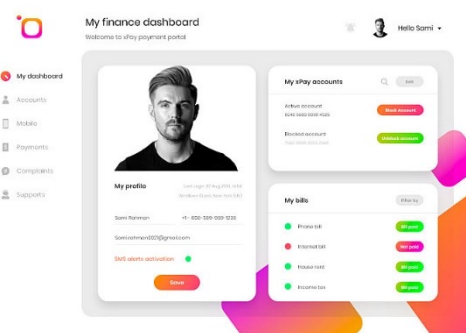 My finance dashboard
Welcome to xPay payment portal
Hello Sami
My dashboard
Accounts
Mobile
Payments
Complaints
Supports
My profile
Sami Rahman
SMS alerts activation
Save
My xPay accounts
Edit
Active account
Block Account
Blocked account
Unblock account
My bills
Filter by
Phone bill
Bill paid
Internet bill
Not paid
House rent
Bill paid
Income tax
Bill paid